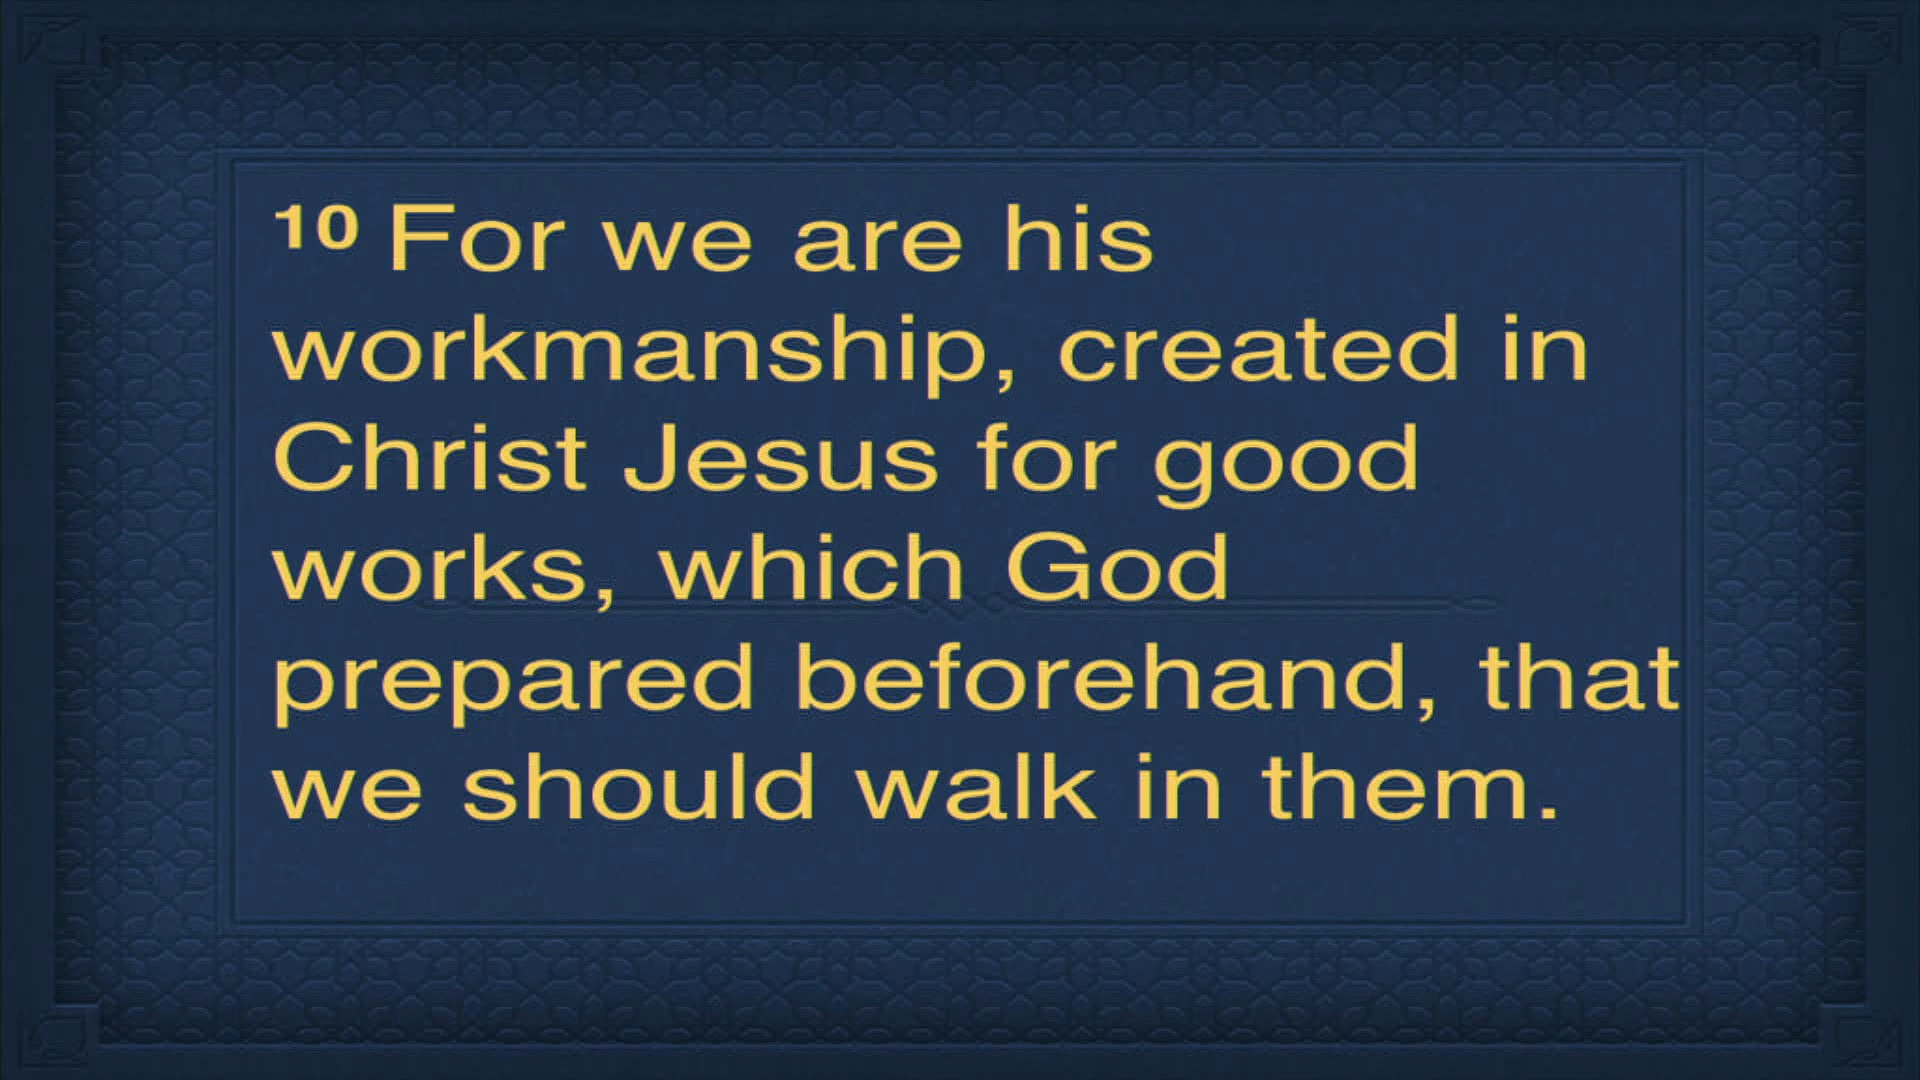 10 For we are his
workmanship, created in
Christ Jesus for good
works, which God
prepared beforehand, that
we should walk in them.